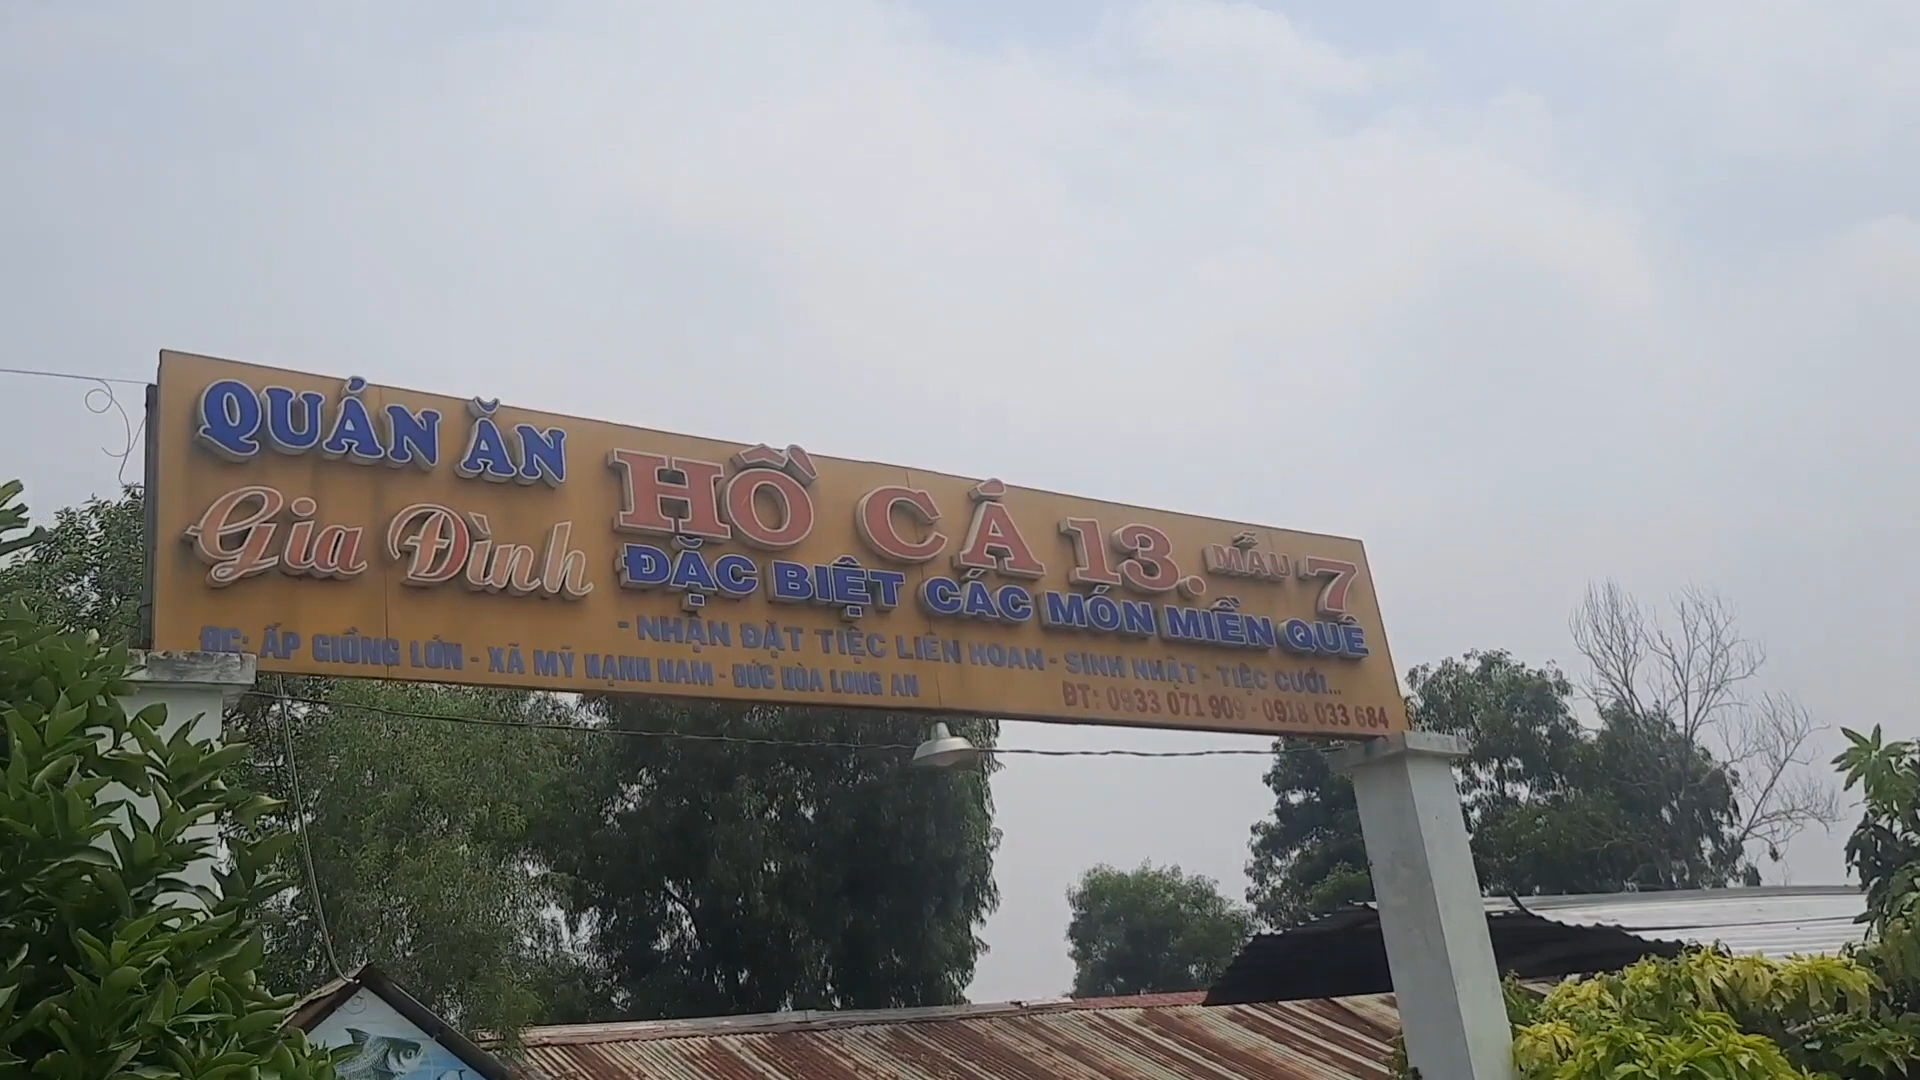 QUÁN ĂN
Gia Đình
HỒ CÁ 13. MẪU 7
ĐẶC BIỆT CÁC MÓN MIỀN QUÊ
- NHẬN ĐẶT TIỆC LIÊN HOAN - SINH NHẬT - TIỆC CƯỚI...
ĐC: ẤP GIỒNG LỚN - XÃ MỸ HẠNH NAM - ĐỨC HÒA LONG AN
ĐT: 0933 071 909 - 0918 033 684